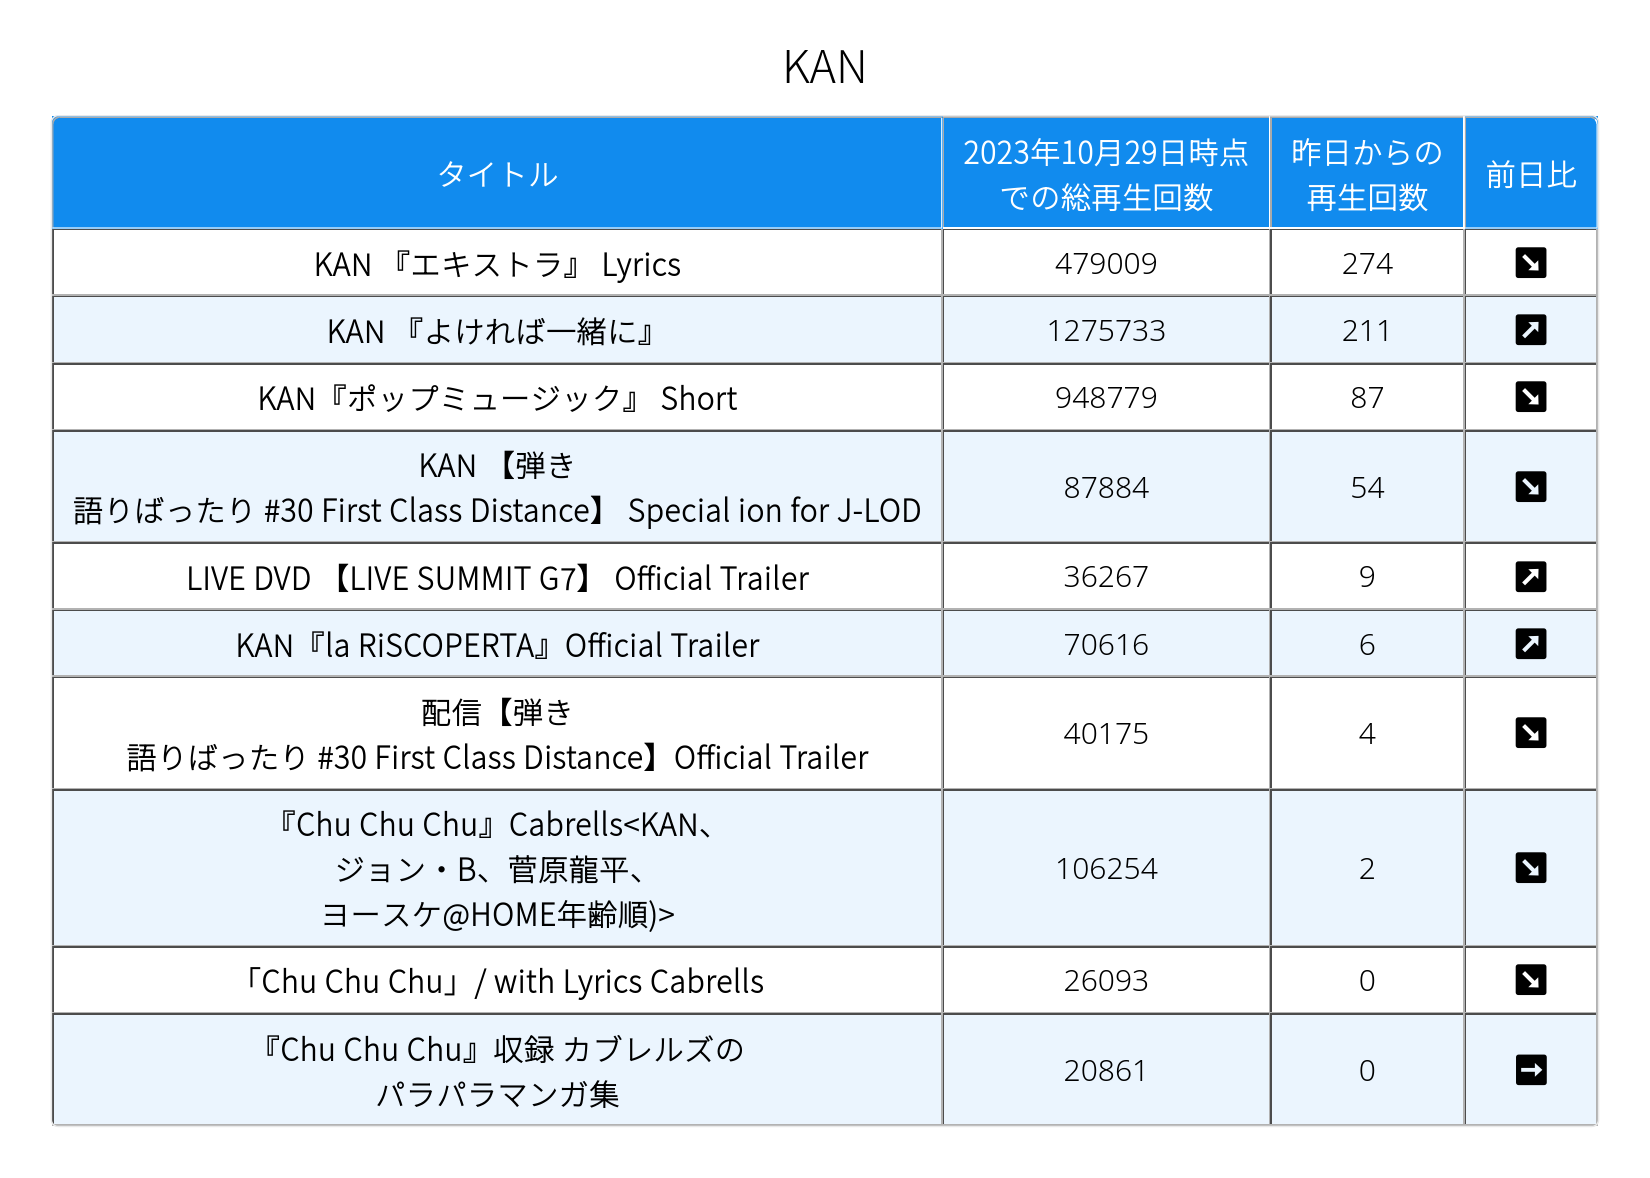 KAN
タイトル
2023年10月29日時点
での総再生回数
昨日からの
再生回数
前日比
KAN 『エキストラ』 Lyrics
479009
274
KAN 『よければ一緒に』
1275733
211
KAN『ポップミュージック』 Short
948779
87
KAN 【弾き
語りばったり #30 First Class Distance】 Special ion for J-LOD
87884
54
LIVE DVD 【LIVE SUMMIT G7】 Official Trailer
36267
9
KAN『la RiSCOPERTA』Official Trailer
70616
6
配信【弾き
語りばったり #30 First Class Distance】Official Trailer
40175
4
『Chu Chu Chu』Cabrells<KAN、
ジョン・B、菅原龍平、
ヨースケ@HOME年齢順)>
106254
2
「Chu Chu Chu」/ with Lyrics Cabrells
26093
0
『Chu Chu Chu』収録 カブレルズの
パラパラマンガ集
20861
0